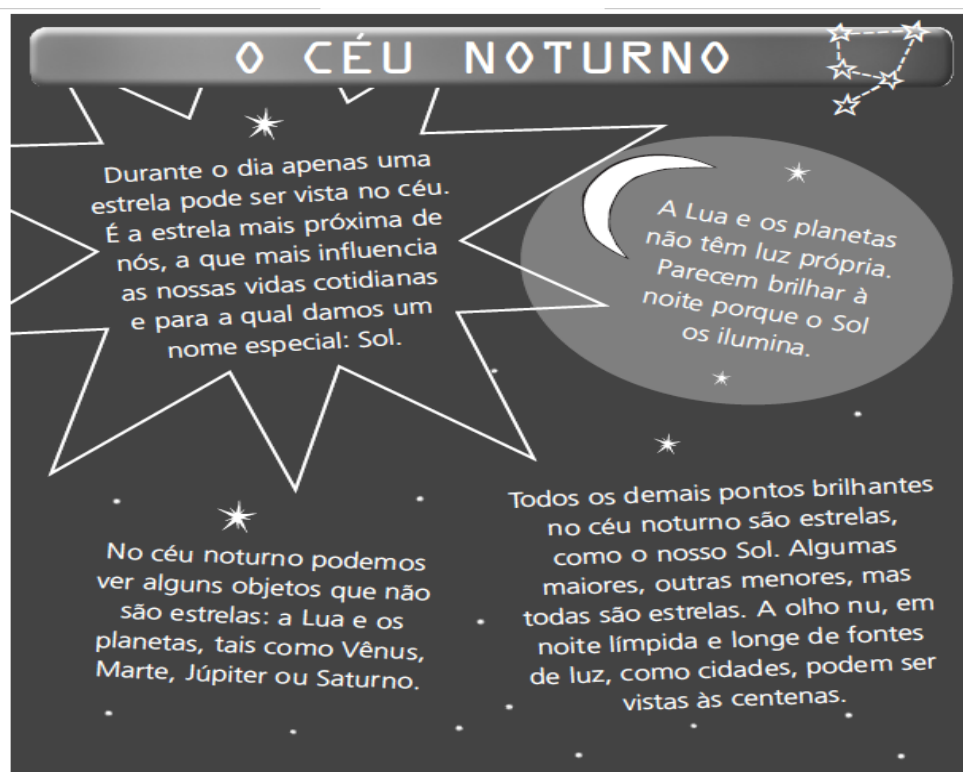 O CÉU NOTURNO
Durante o dia apenas uma
estrela pode ser vista no céu.
É a estrela mais próxima de
nós, a que mais influencia
as nossas vidas cotidianas
e para a qual damos um
nome especial: Sol.
A Lua e os planetas
não têm luz própria.
Parecem brilhar à
noite porque o Sol
os ilumina.
No céu noturno podemos
ver alguns objetos que não
são estrelas: a Lua e os
planetas, tais como Vênus,
Marte, Júpiter ou Saturno.
Todos os demais pontos brilhantes
no céu noturno são estrelas,
como o nosso Sol. Algumas
maiores, outras menores, mas
todas são estrelas. A olho nu, em
noite límpida e longe de fontes
de luz, como cidades, podem ser
vistas às centenas.